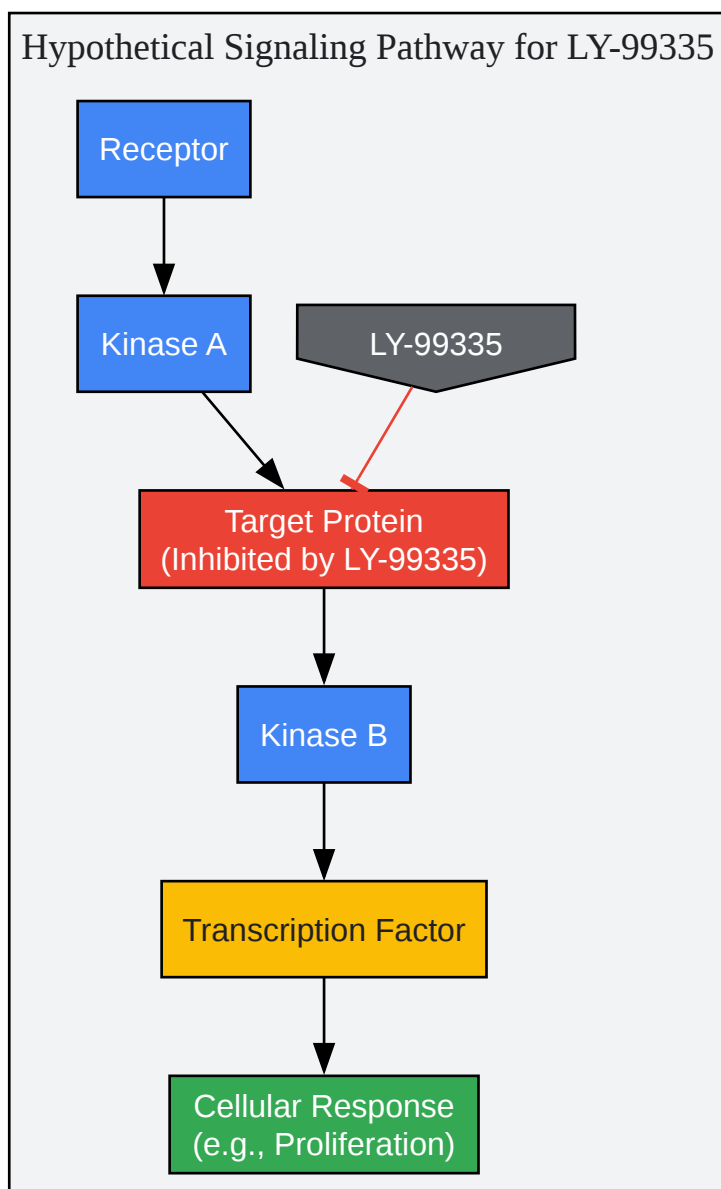 Hypothetical Signaling Pathway for LY-99335
Receptor
Kinase A
LY-99335
Target Protein
(Inhibited by LY-99335)
Kinase B
Transcription Factor
Cellular Response
(e.g., Proliferation)